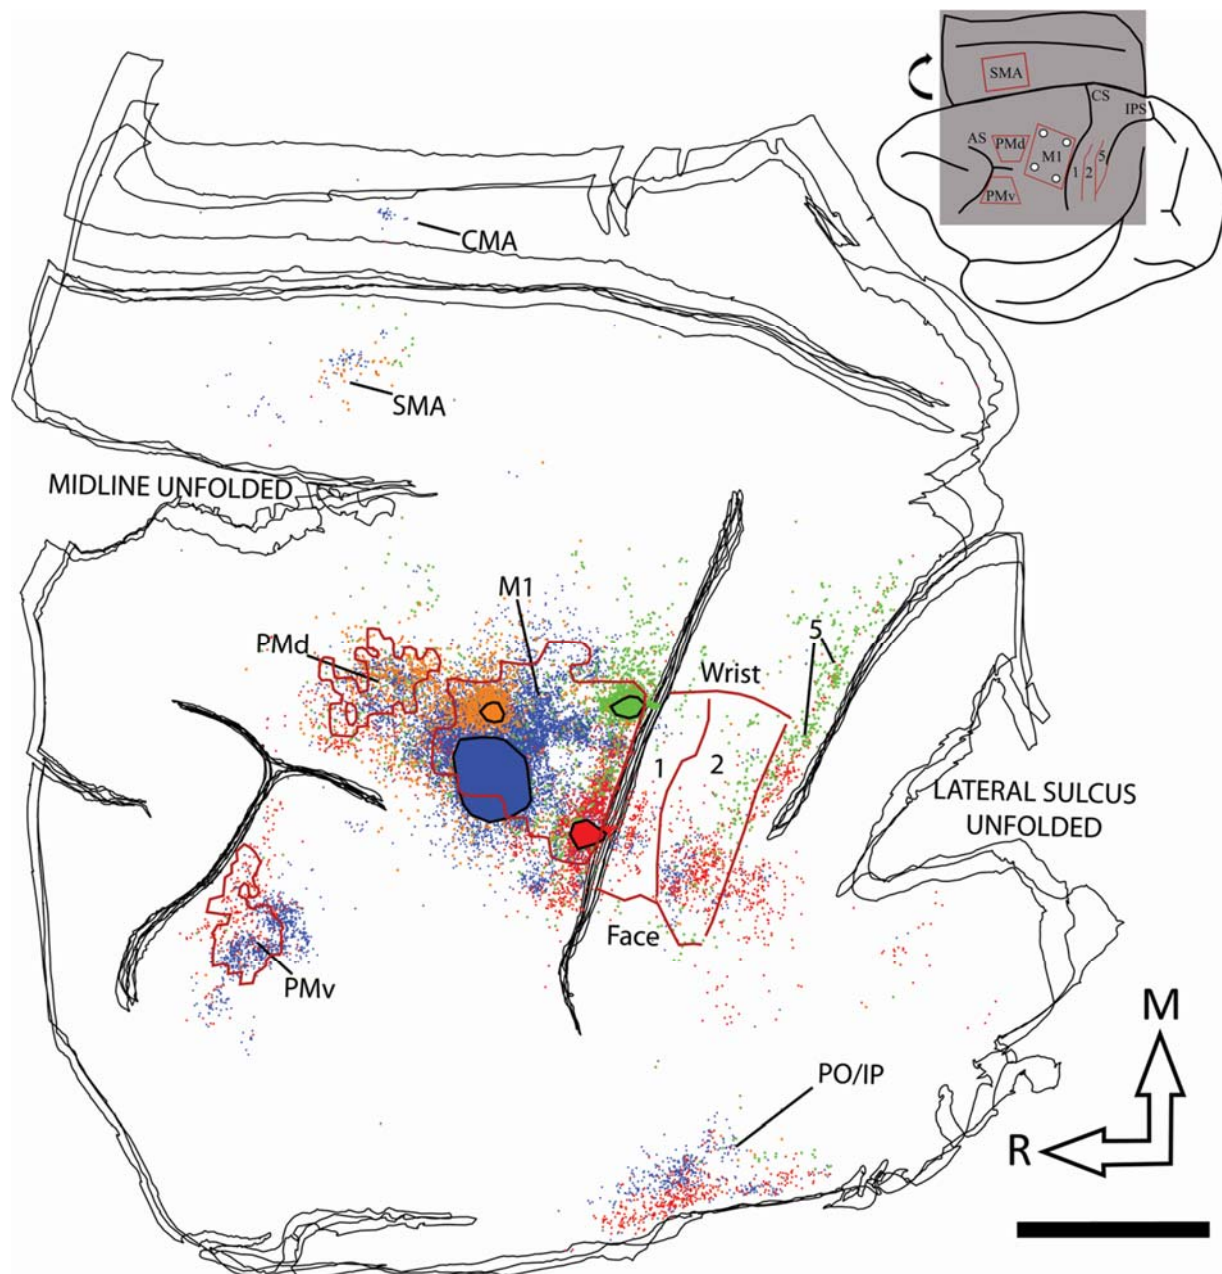 SMA
CS
IPS
AS
PMd
M1
1
2
5
PMv
CMA
SMA
MIDLINE UNFOLDED
M1
PMd
5
Wrist
1
2
LATERAL SULCUS
UNFOLDED
Face
PMv
M
PO/IP
R